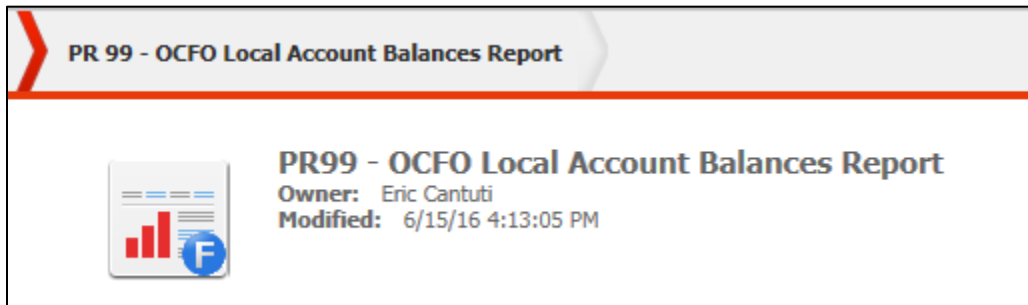 PR 99 - OCFO Local Account Balances Report
PR99 - OCFO Local Account Balances Report
Owner: Eric Cantuti
Modified: 6/15/16 4:13:05 PM
F